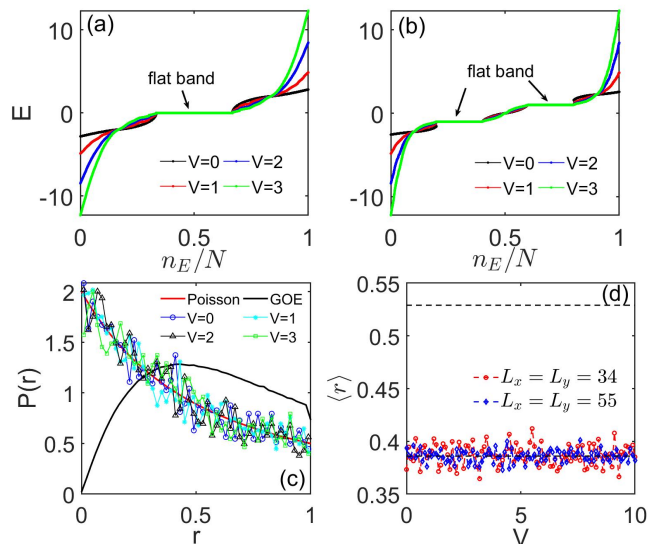 (a)
flat band
E
10
0
-10
V=0
V=2
V=1
V=3
0
0.5
1
n_E/N
(b)
flat band
10
0
-10
V=0
V=2
V=1
V=3
0
0.5
1
n_E/N
(c)
P(r)
2
1.5
1
0.5
0
Poisson
GOE
V=0
V=1
V=2
V=3
0
0.5
1
r
(d)
⟨r⟩
0.55
0.5
0.45
0.4
0.35
L_x = L_y = 34
L_x = L_y = 55
0
5
10
V